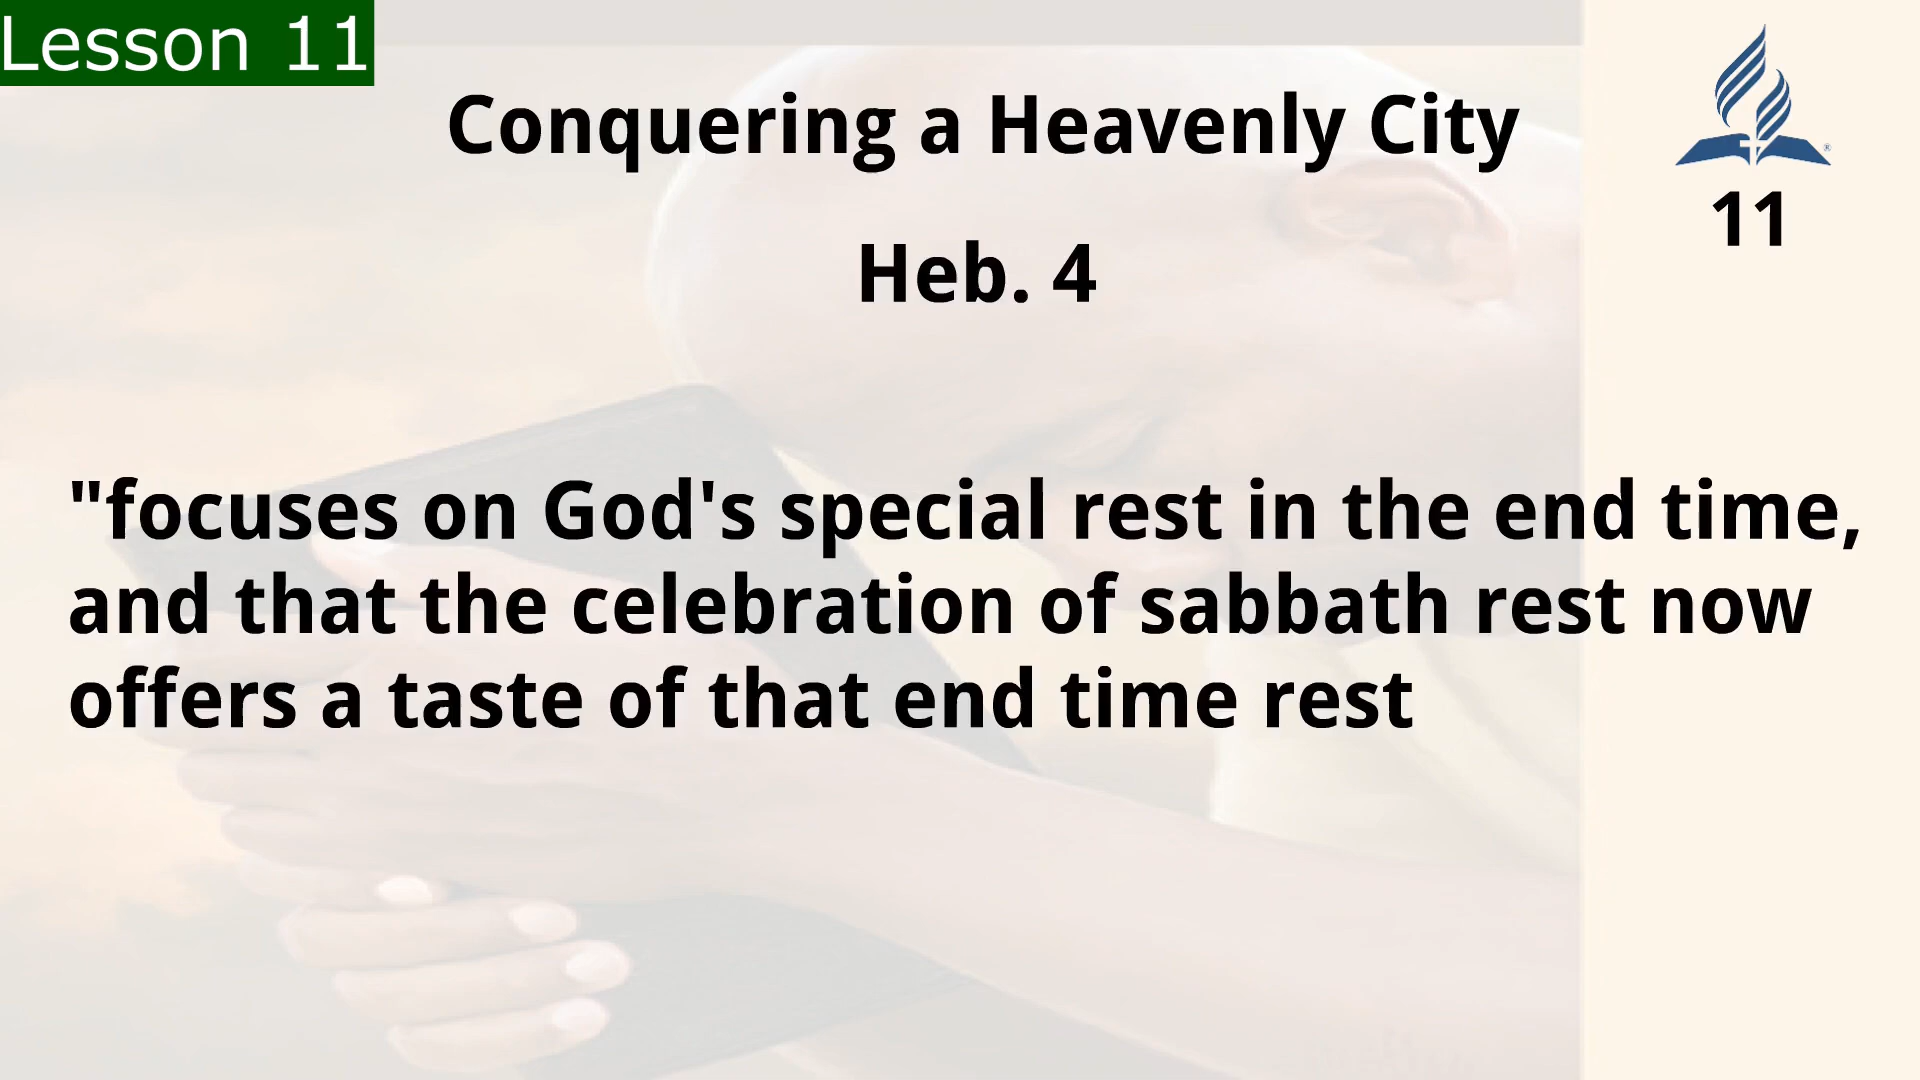 Lesson 11
Conquering a Heavenly City
11
Heb. 4
"focuses on God's special rest in the end time,
and that the celebration of sabbath rest now
offers a taste of that end time rest